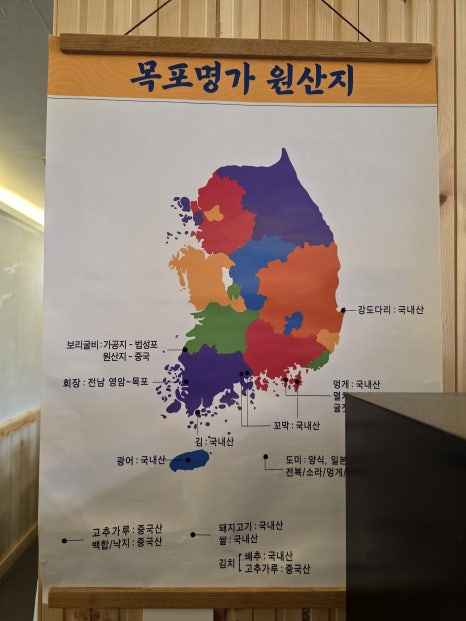 목포명가 원산지
강도다리 : 국내산
보리굴비 : 가공지 - 법성포
원산지 - 중국
회장 : 전남 영암~목포
멍게 : 국내산
꼬막 : 국내산
김 : 국내산
광어 : 국내산
도미 : 양식, 일본
전복/소라/멍게/
고추가루 : 중국산
백합/낙지 : 중국산
돼지고기 : 국내산
쌀 : 국내산
김치
배추 : 국내산
고추가루 : 중국산